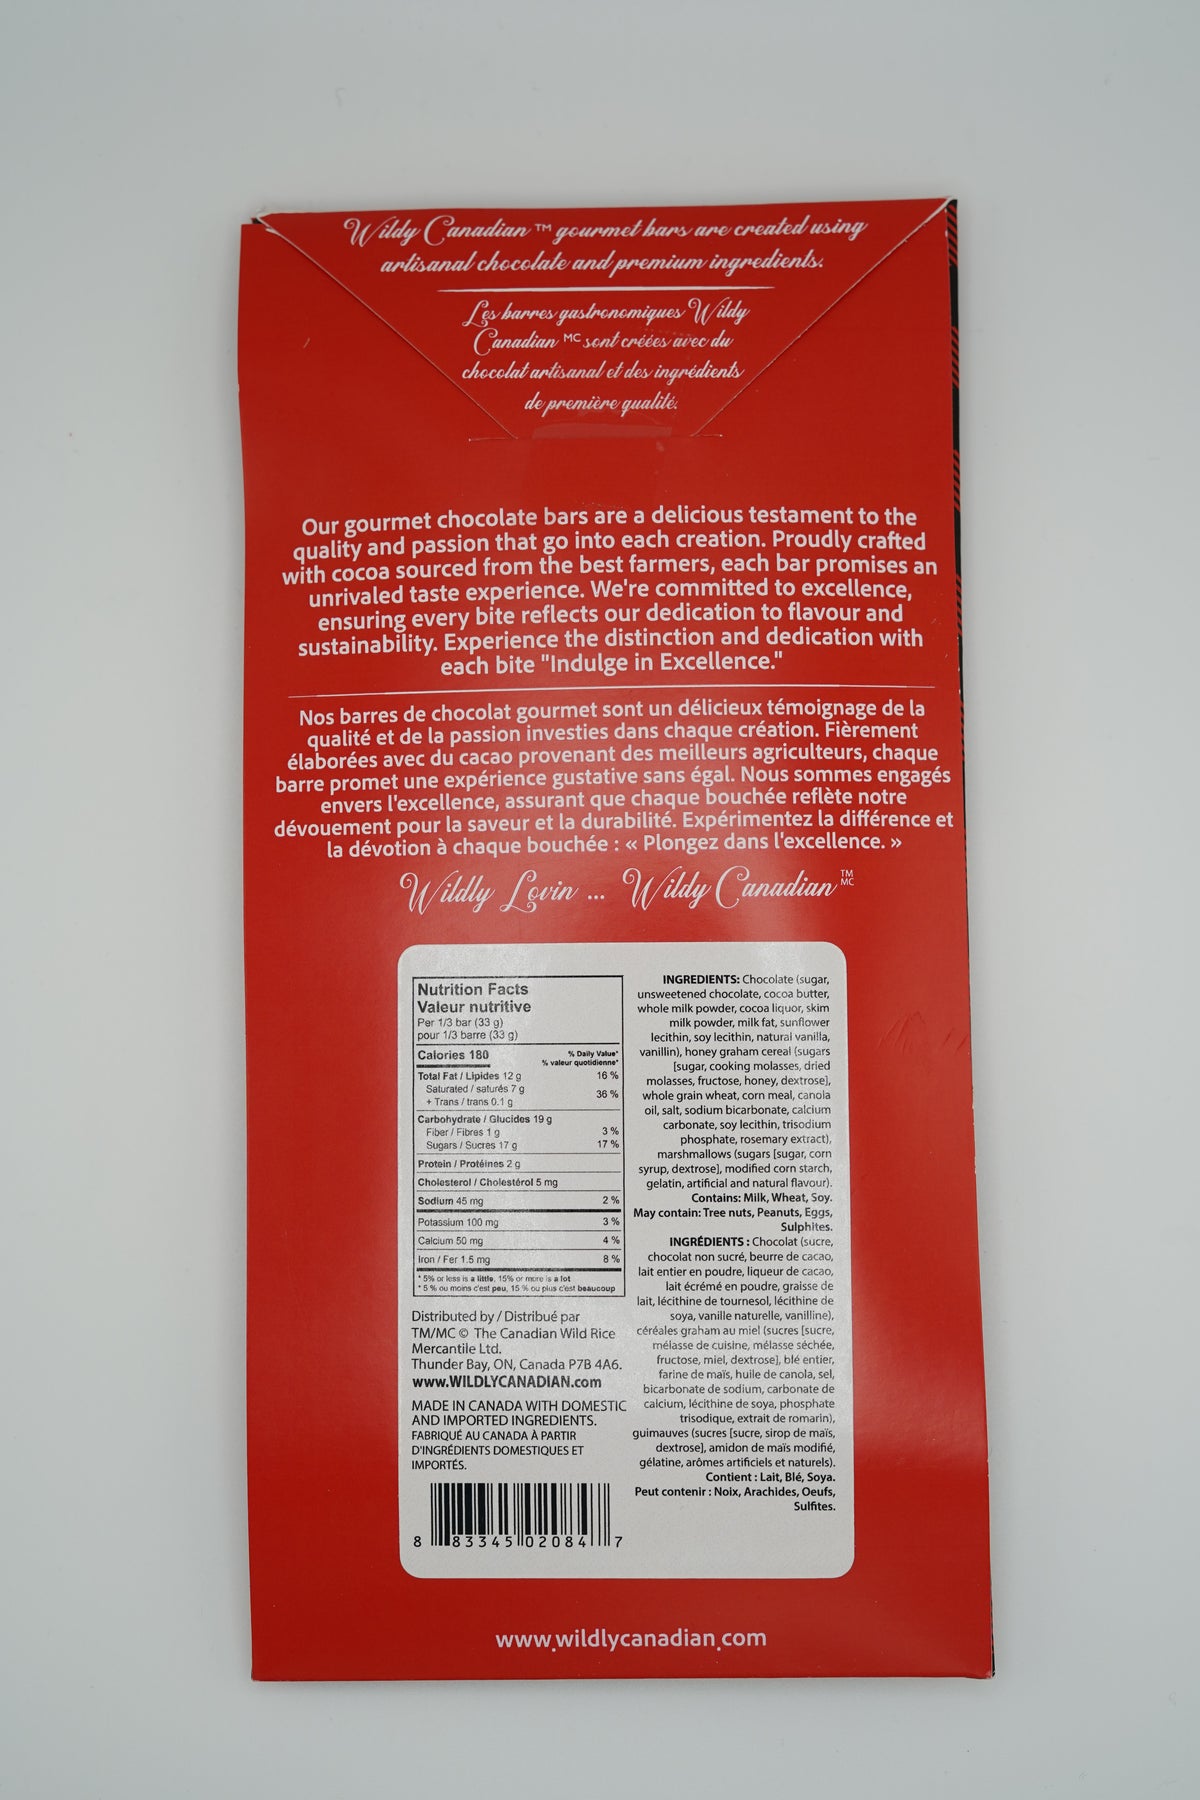 Wildy Canadian ™ gourmet bars are created using
artisanal chocolate and premium ingredients.
Les barres gastronomiques Wildy
Canadian MC sont créées avec du
chocolat artisanal et des ingrédients
de première qualité.
Our gourmet chocolate bars are a delicious testament to the
quality and passion that go into each creation. Proudly crafted
with cocoa sourced from the best farmers, each bar promises an
unrivaled taste experience. We're committed to excellence,
ensuring every bite reflects our dedication to flavour and
sustainability. Experience the distinction and dedication with
each bite "Indulge in Excellence."
Nos barres de chocolat gourmet sont un délicieux témoignage de la
qualité et de la passion investies dans chaque création. Fièrement
élaborées avec du cacao provenant des meilleurs agriculteurs, chaque
barre promet une expérience gustative sans égal. Nous sommes engagés
envers l'excellence, assurant que chaque bouchée reflète notre
dévouement pour la saveur et la durabilité. Expérimentez la différence et
la dévotion à chaque bouchée : « Plongez dans l'excellence. »
Wildly Lovin ... Wildy Canadian TM MC
Nutrition Facts
Valeur nutritive
Per 1/3 bar (33 g)
pour 1/3 barre (33 g)
Calories 180 % Daily Value*
% valeur quotidienne*
Total Fat / Lipides 12 g 16 %
Saturated / saturés 7 g
+ Trans / trans 0.1 g 36 %
Carbohydrate / Glucides 19 g
Fiber / Fibres 1 g 3 %
Sugars / Sucres 17 g 17 %
Protein / Protéines 2 g
Cholesterol / Cholestérol 5 mg
Sodium 45 mg 2 %
Potassium 100 mg 3 %
Calcium 50 mg 4 %
Iron / Fer 1.5 mg 8 %
* 5% or less is a little, 15% or more is a lot
* 5 % ou moins c'est peu, 15 % ou plus c'est beaucoup
Distributed by / Distribué par
TM/MC © The Canadian Wild Rice
Mercantile Ltd.
Thunder Bay, ON, Canada P7B 4A6.
www.WILDLYCANADIAN.com
MADE IN CANADA WITH DOMESTIC
AND IMPORTED INGREDIENTS.
FABRIQUÉ AU CANADA À PARTIR
D'INGRÉDIENTS DOMESTIQUES ET
IMPORTÉS.
8 83345 02084 7
INGREDIENTS: Chocolate (sugar,
unsweetened chocolate, cocoa butter,
whole milk powder, cocoa liquor, skim
milk powder, milk fat, sunflower
lecithin, soy lecithin, natural vanilla,
vanillin), honey graham cereal (sugars
[sugar, cooking molasses, dried
molasses, fructose, honey, dextrose],
whole grain wheat, corn meal, canola
oil, salt, sodium bicarbonate, calcium
carbonate, soy lecithin, trisodium
phosphate, rosemary extract),
marshmallows (sugars [sugar, corn
syrup, dextrose], modified corn starch,
gelatin, artificial and natural flavour).
Contains: Milk, Wheat, Soy.
May contain: Tree nuts, Peanuts, Eggs,
Sulphites.
INGRÉDIENTS : Chocolat (sucre,
chocolat non sucré, beurre de cacao,
lait entier en poudre, liqueur de cacao,
lait écrémé en poudre, graisse de
lait, lécithine de tournesol, lécithine de
soya, vanille naturelle, vanilline),
céréales graham au miel (sucres [sucre,
mélasse de cuisine, mélasse séchée,
fructose, miel, dextrose], blé entier,
farine de maïs, huile de canola, sel,
bicarbonate de sodium, carbonate de
calcium, lécithine de soya, phosphate
trisodique, extrait de romarin),
guimauves (sucres [sucre, sirop de maïs,
dextrose], amidon de maïs modifié,
gélatine, arômes artificiels et naturels).
Contient : Lait, Blé, Soya.
Peut contenir : Noix, Arachides, Oeufs,
Sulfites.
www.wildlycanadian.com